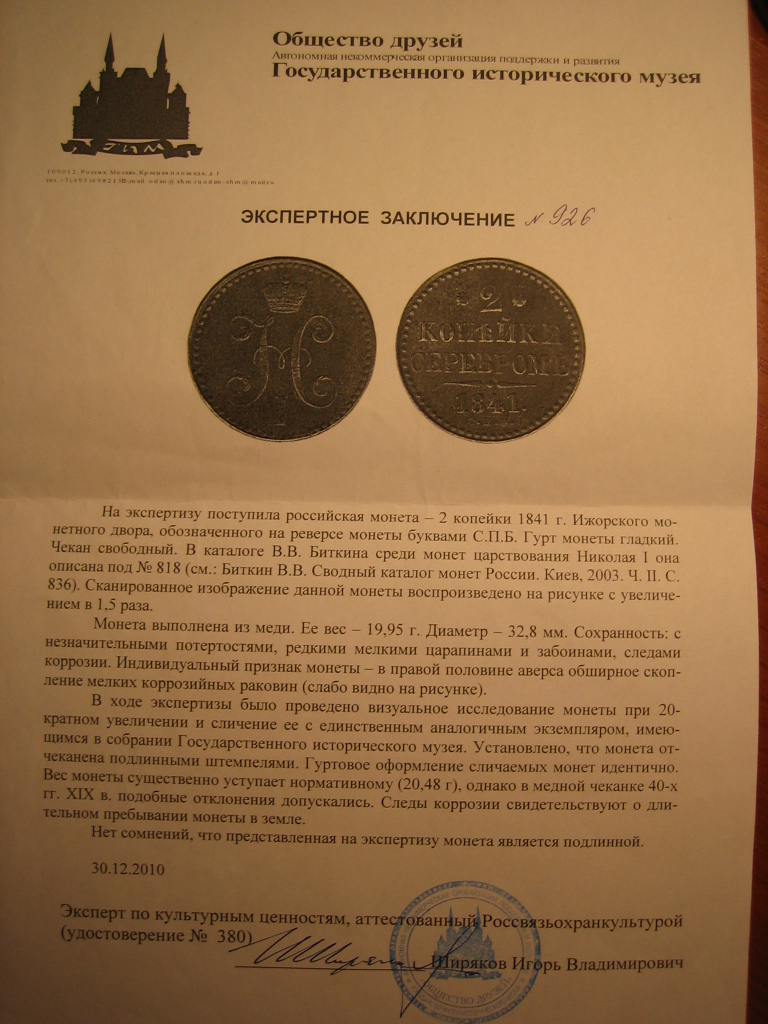 Общество друзей
Автономная некоммерческая организация поддержки и развития
Государственного исторического музея
ГИМ
109012, Россия, Москва, Красная площадь, д. 1
ЭКСПЕРТНОЕ ЗАКЛЮЧЕНИЕ № 926
2
КОПѢЙКИ
СЕРЕБРОМЪ
1841
На экспертизу поступила российская монета – 2 копейки 1841 г. Ижорского мо-
нетного двора, обозначенного на реверсе монеты буквами С.П.Б. Гурт монеты гладкий.
Чекан свободный. В каталоге В.В. Биткина среди монет царствования Николая I она
описана под № 818 (см.: Биткин В.В. Сводный каталог монет России. Киев, 2003. Ч. II. С.
836). Сканированное изображение данной монеты воспроизведено на рисунке с увеличе-
нием в 1,5 раза.
Монета выполнена из меди. Ее вес – 19,95 г. Диаметр – 32,8 мм. Сохранность: с
незначительными потертостями, редкими мелкими царапинами и забоинами, следами
коррозии. Индивидуальный признак монеты – в правой половине аверса обширное скоп-
ление мелких коррозийных раковин (слабо видно на рисунке).
В ходе экспертизы было проведено визуальное исследование монеты при 20-
кратном увеличении и сличение ее с единственным аналогичным экземпляром, имею-
щимся в собрании Государственного исторического музея. Установлено, что монета от-
чеканена подлинными штемпелями. Гуртовое оформление сличаемых монет идентично.
Вес монеты существенно уступает нормативному (20,48 г), однако в медной чеканке 40-х
гг. XIX в. подобные отклонения допускались. Следы коррозии свидетельствуют о дли-
тельном пребывании монеты в земле.
Нет сомнений, что представленная на экспертизу монета является подлинной.
30.12.2010
Эксперт по культурным ценностям, аттестованный Россвязьохранкультурой
(удостоверение № 380)
Ширяков Игорь Владимирович
ОБЩЕСТВО ДРУЗЕЙ